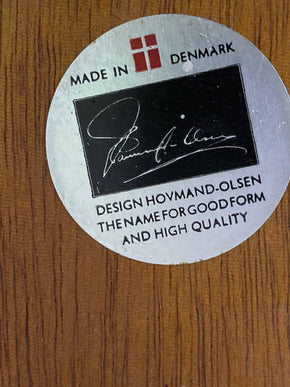 MADE IN DENMARK
DESIGN HOVMAND-OLSEN
THE NAME FOR GOOD FORM
AND HIGH QUALITY